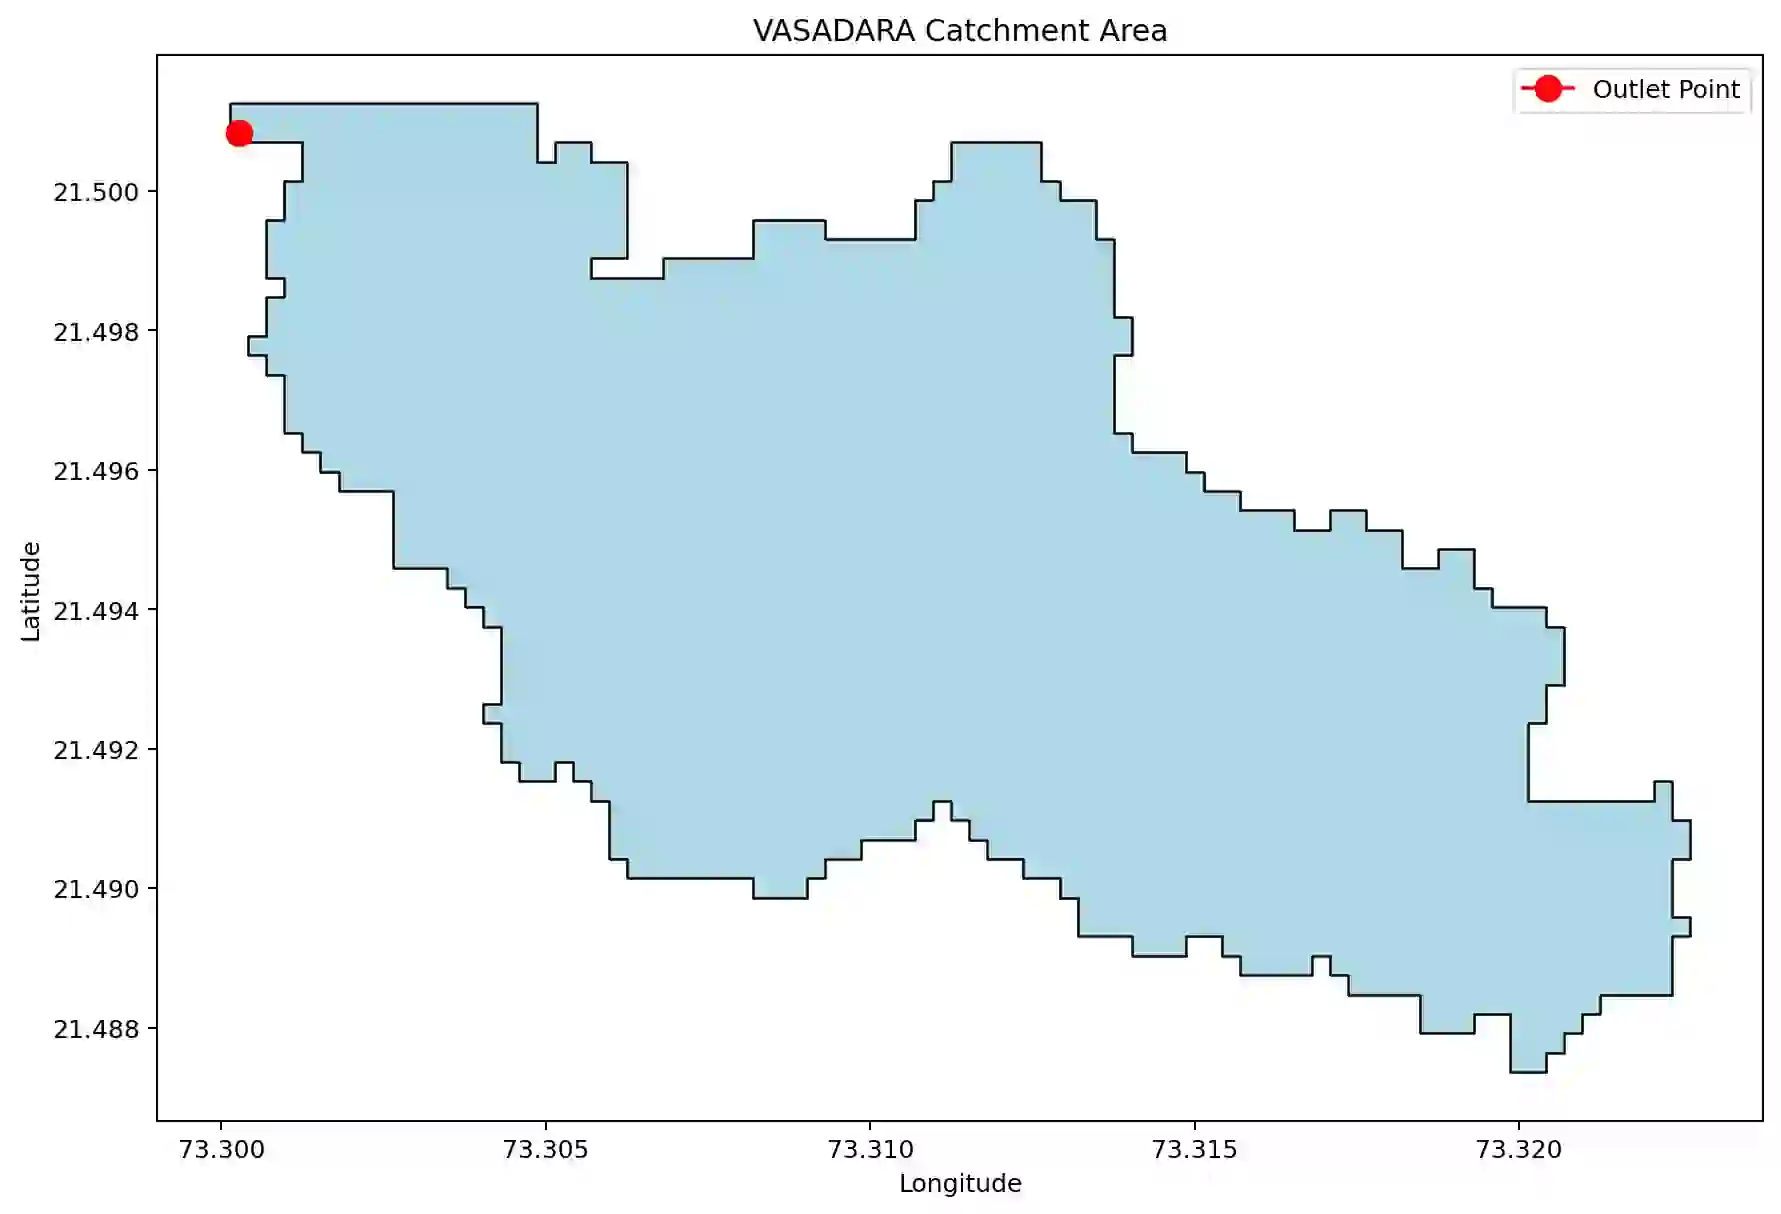 VASADARA Catchment Area
Outlet Point
21.500
21.498
21.496
21.494
21.492
21.490
21.488
Latitude
73.300 73.305 73.310 73.315 73.320
Longitude